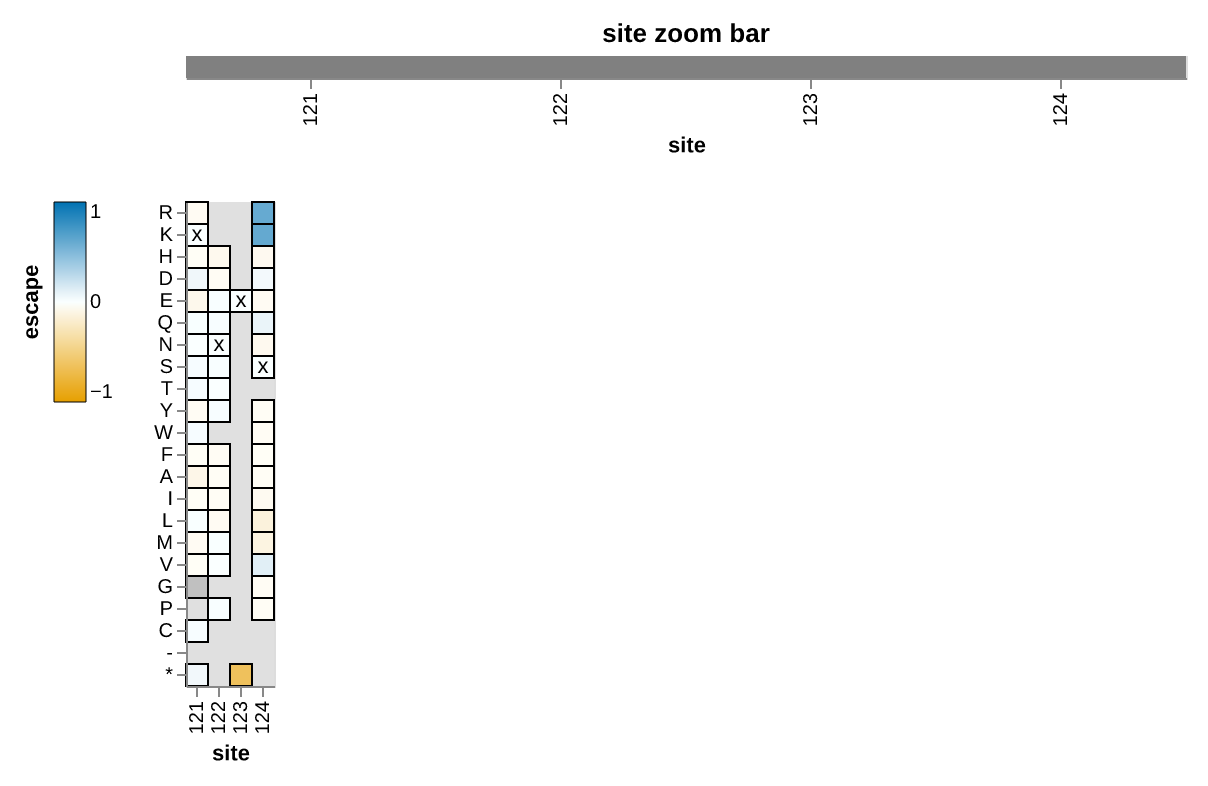 site zoom bar
121 122 123 124
site
escape
1
0
−1
R
K x
H
D
E x
Q
N x
S x
T
Y
W
F
A
I
L
M
V
G
P
C
-
*
121 122 123 124
site